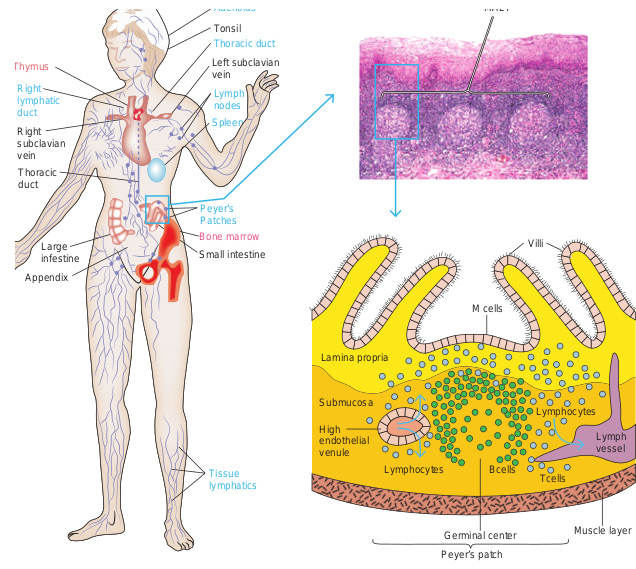 Adenoids
Tonsil
Thoracic duct
Left subclavian
vein
Lymph
nodes
Spleen
Thymus
Right
lymphatic
duct
Right
subclavian
vein
Thoracic
duct
Peyer's
Patches
Bone marrow
Small intestine
Large
infestine
Appendix
Tissue
lymphatics
MALT
Villi
M cells
Lamina propria
Submucosa
High
endothelial
venule
Lymphocytes
Lymphocytes
Lymph
vessel
Bcells
Tcells
Germinal center
Muscle layer
Peyer's patch